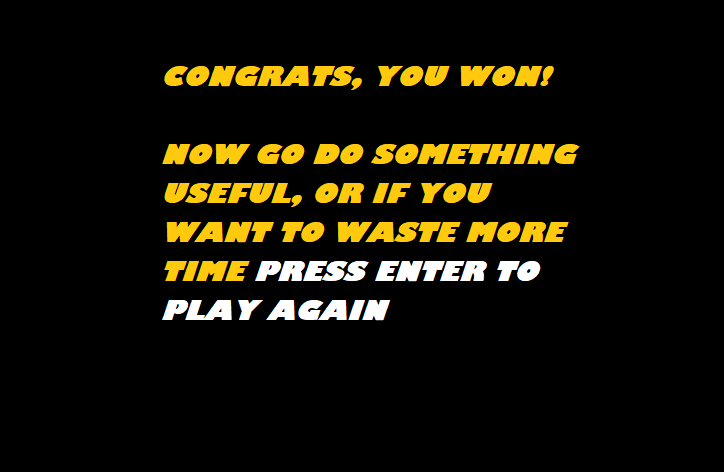 CONGRATS, YOU WON!
NOW GO DO SOMETHING
USEFUL, OR IF YOU
WANT TO WASTE MORE
TIME PRESS ENTER TO
PLAY AGAIN